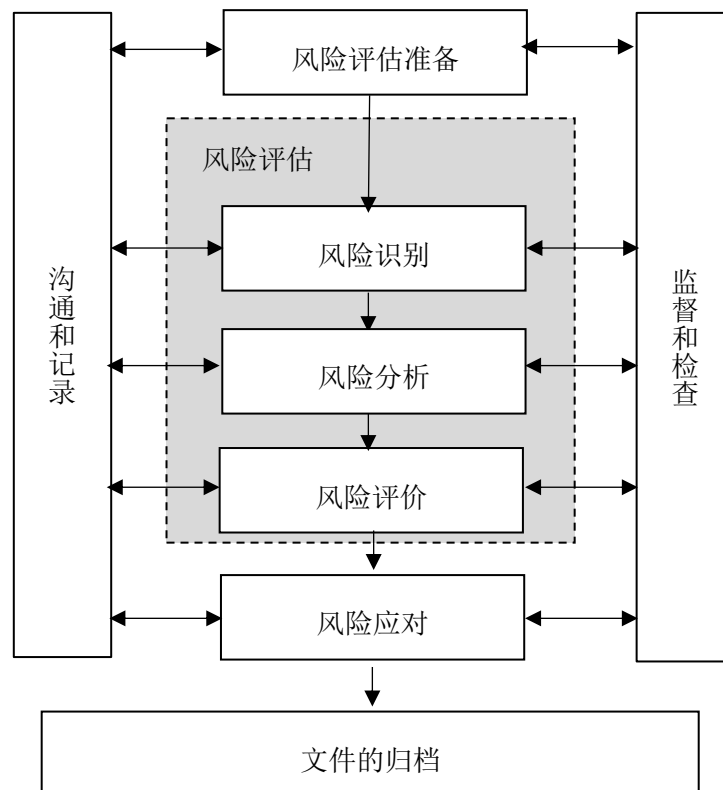 风险评估准备
风险评估
风险识别
沟通和记录
监督和检查
风险分析
风险评价
风险应对
文件的归档